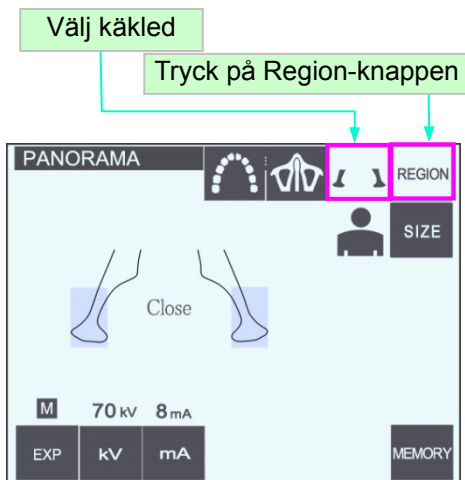 Välj käkled
Tryck på Region-knappen
PANORAMA
REGION
SIZE
Close
M 70 kV 8 mA
EXP kV mA MEMORY